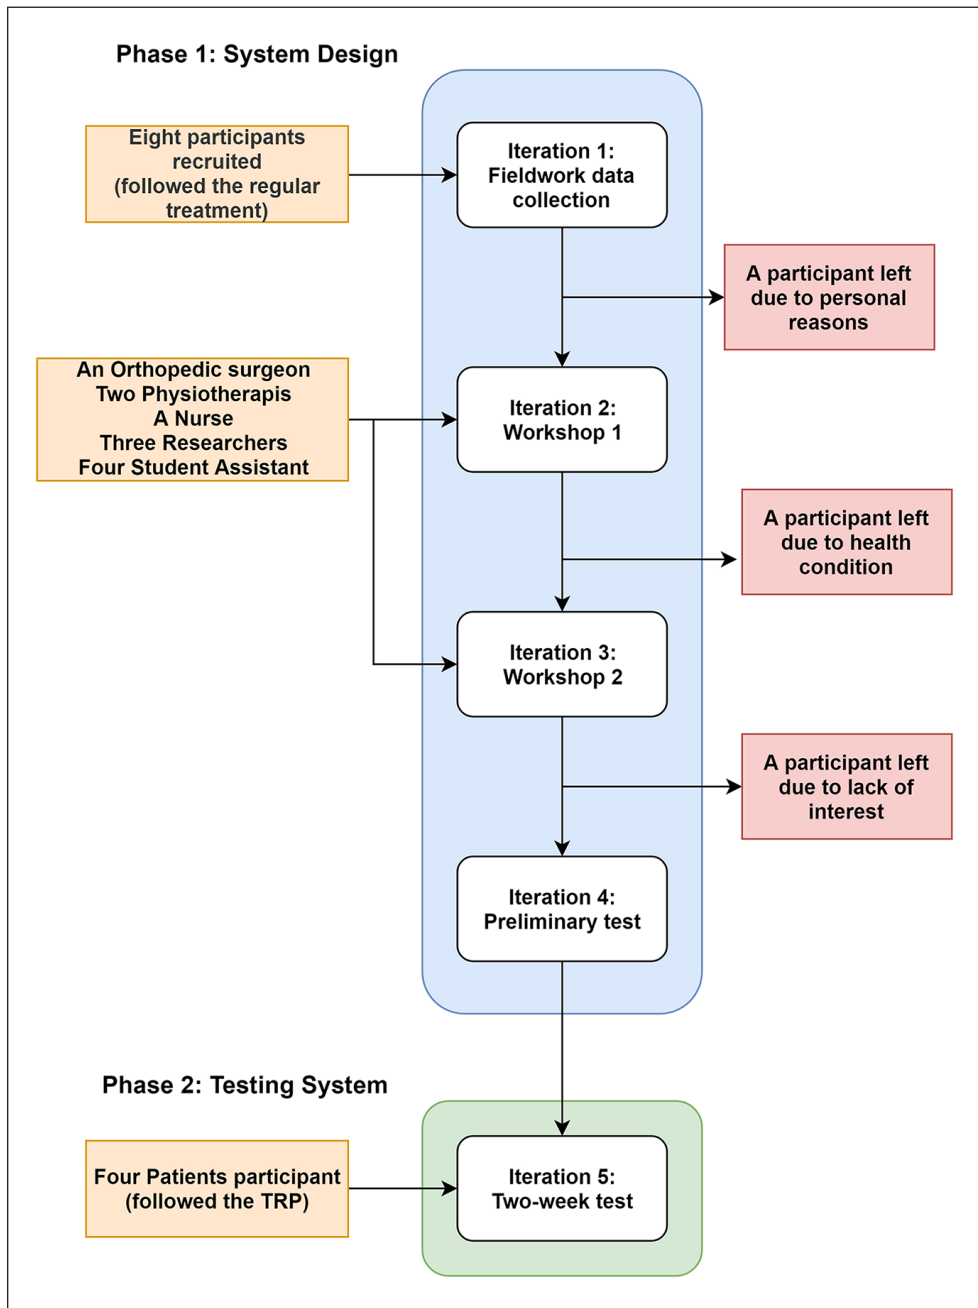 Phase 1: System Design
Eight participants
recruited
(followed the regular
treatment)
Iteration 1:
Fieldwork data
collection
A participant left
due to personal
reasons
An Orthopedic surgeon
Two Physiotherapis
A Nurse
Three Researchers
Four Student Assistant
Iteration 2:
Workshop 1
A participant left
due to health
condition
Iteration 3:
Workshop 2
A participant left
due to lack of
interest
Iteration 4:
Preliminary test
Phase 2: Testing System
Four Patients participant
(followed the TRP)
Iteration 5:
Two-week test